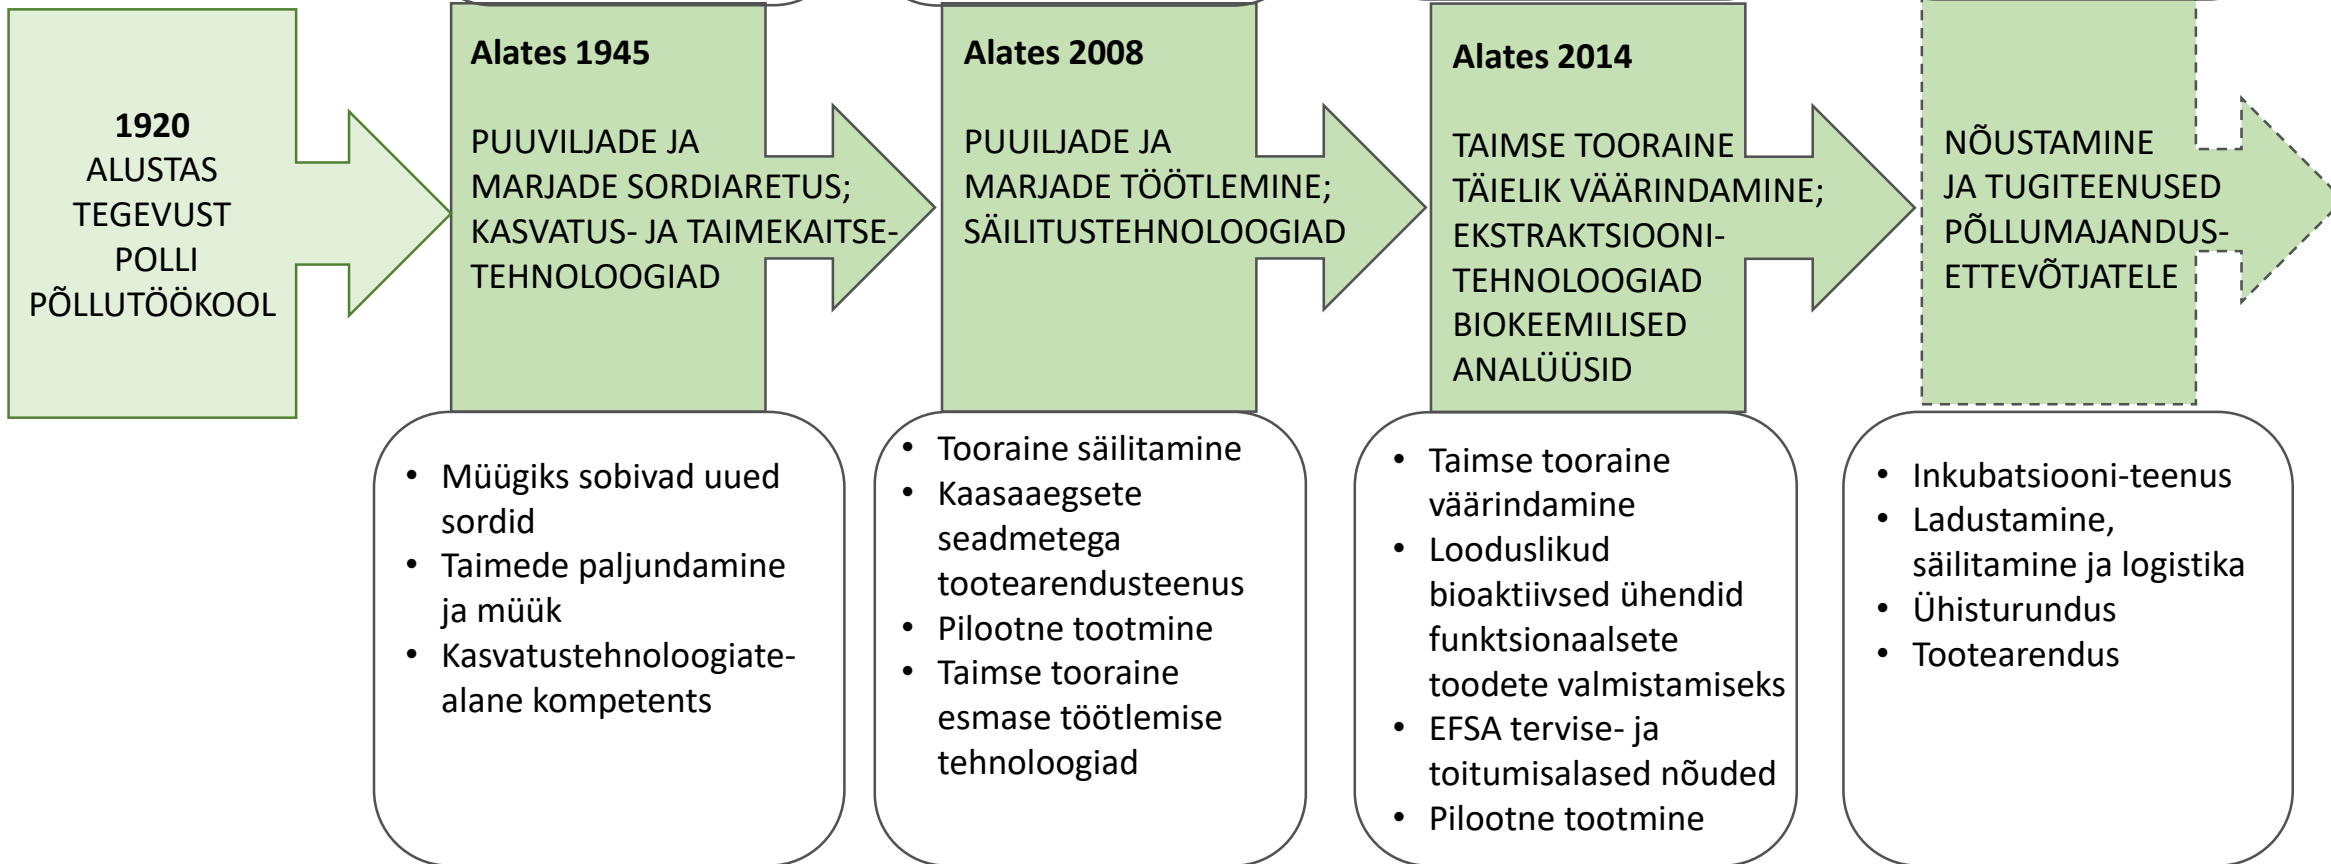 1920
ALUSTAS
TEGEVUST
POLLI
PÕLLUTÖÖKOOL
Alates 1945
PUUVILJADE JA
MARJADE SORDIARETUS;
KASVATUS- JA TAIMEKAITSE-
TEHNOLOOGIAD
Alates 2008
PUUILJADE JA
MARJADE TÖÖTLEMINE;
SÄILITUSTEHNOLOOGIAD
Alates 2014
TAIMSE TOORAINE
TÄIELIK VÄÄRINDAMINE;
EKSTRAKTSIOONI-
TEHNOLOOGIAD
BIOKEEMILISED
ANALÜÜSID
NÕUSTAMINE
JA TUGITEENUSED
PÕLLUMAJANDUS-
ETTEVÕTJATELE
• Müügiks sobivad uued
sordid
• Taimede paljundamine
ja müük
• Kasvatustehnoloogiate-
alane kompetents
• Tooraine säilitamine
• Kaasaaegsete
seadmetega
tootearendusteenus
• Pilootne tootmine
• Taimse tooraine
esmase töötlemise
tehnoloogiad
• Taimse tooraine
väärindamine
• Looduslikud
bioaktiivsed ühendid
funktsionaalsete
toodete valmistamiseks
• EFSA tervise- ja
toitumisalased nõuded
• Pilootne tootmine
• Inkubatsiooni-teenus
• Ladustamine,
säilitamine ja logistika
• Ühisturundus
• Tootearendus